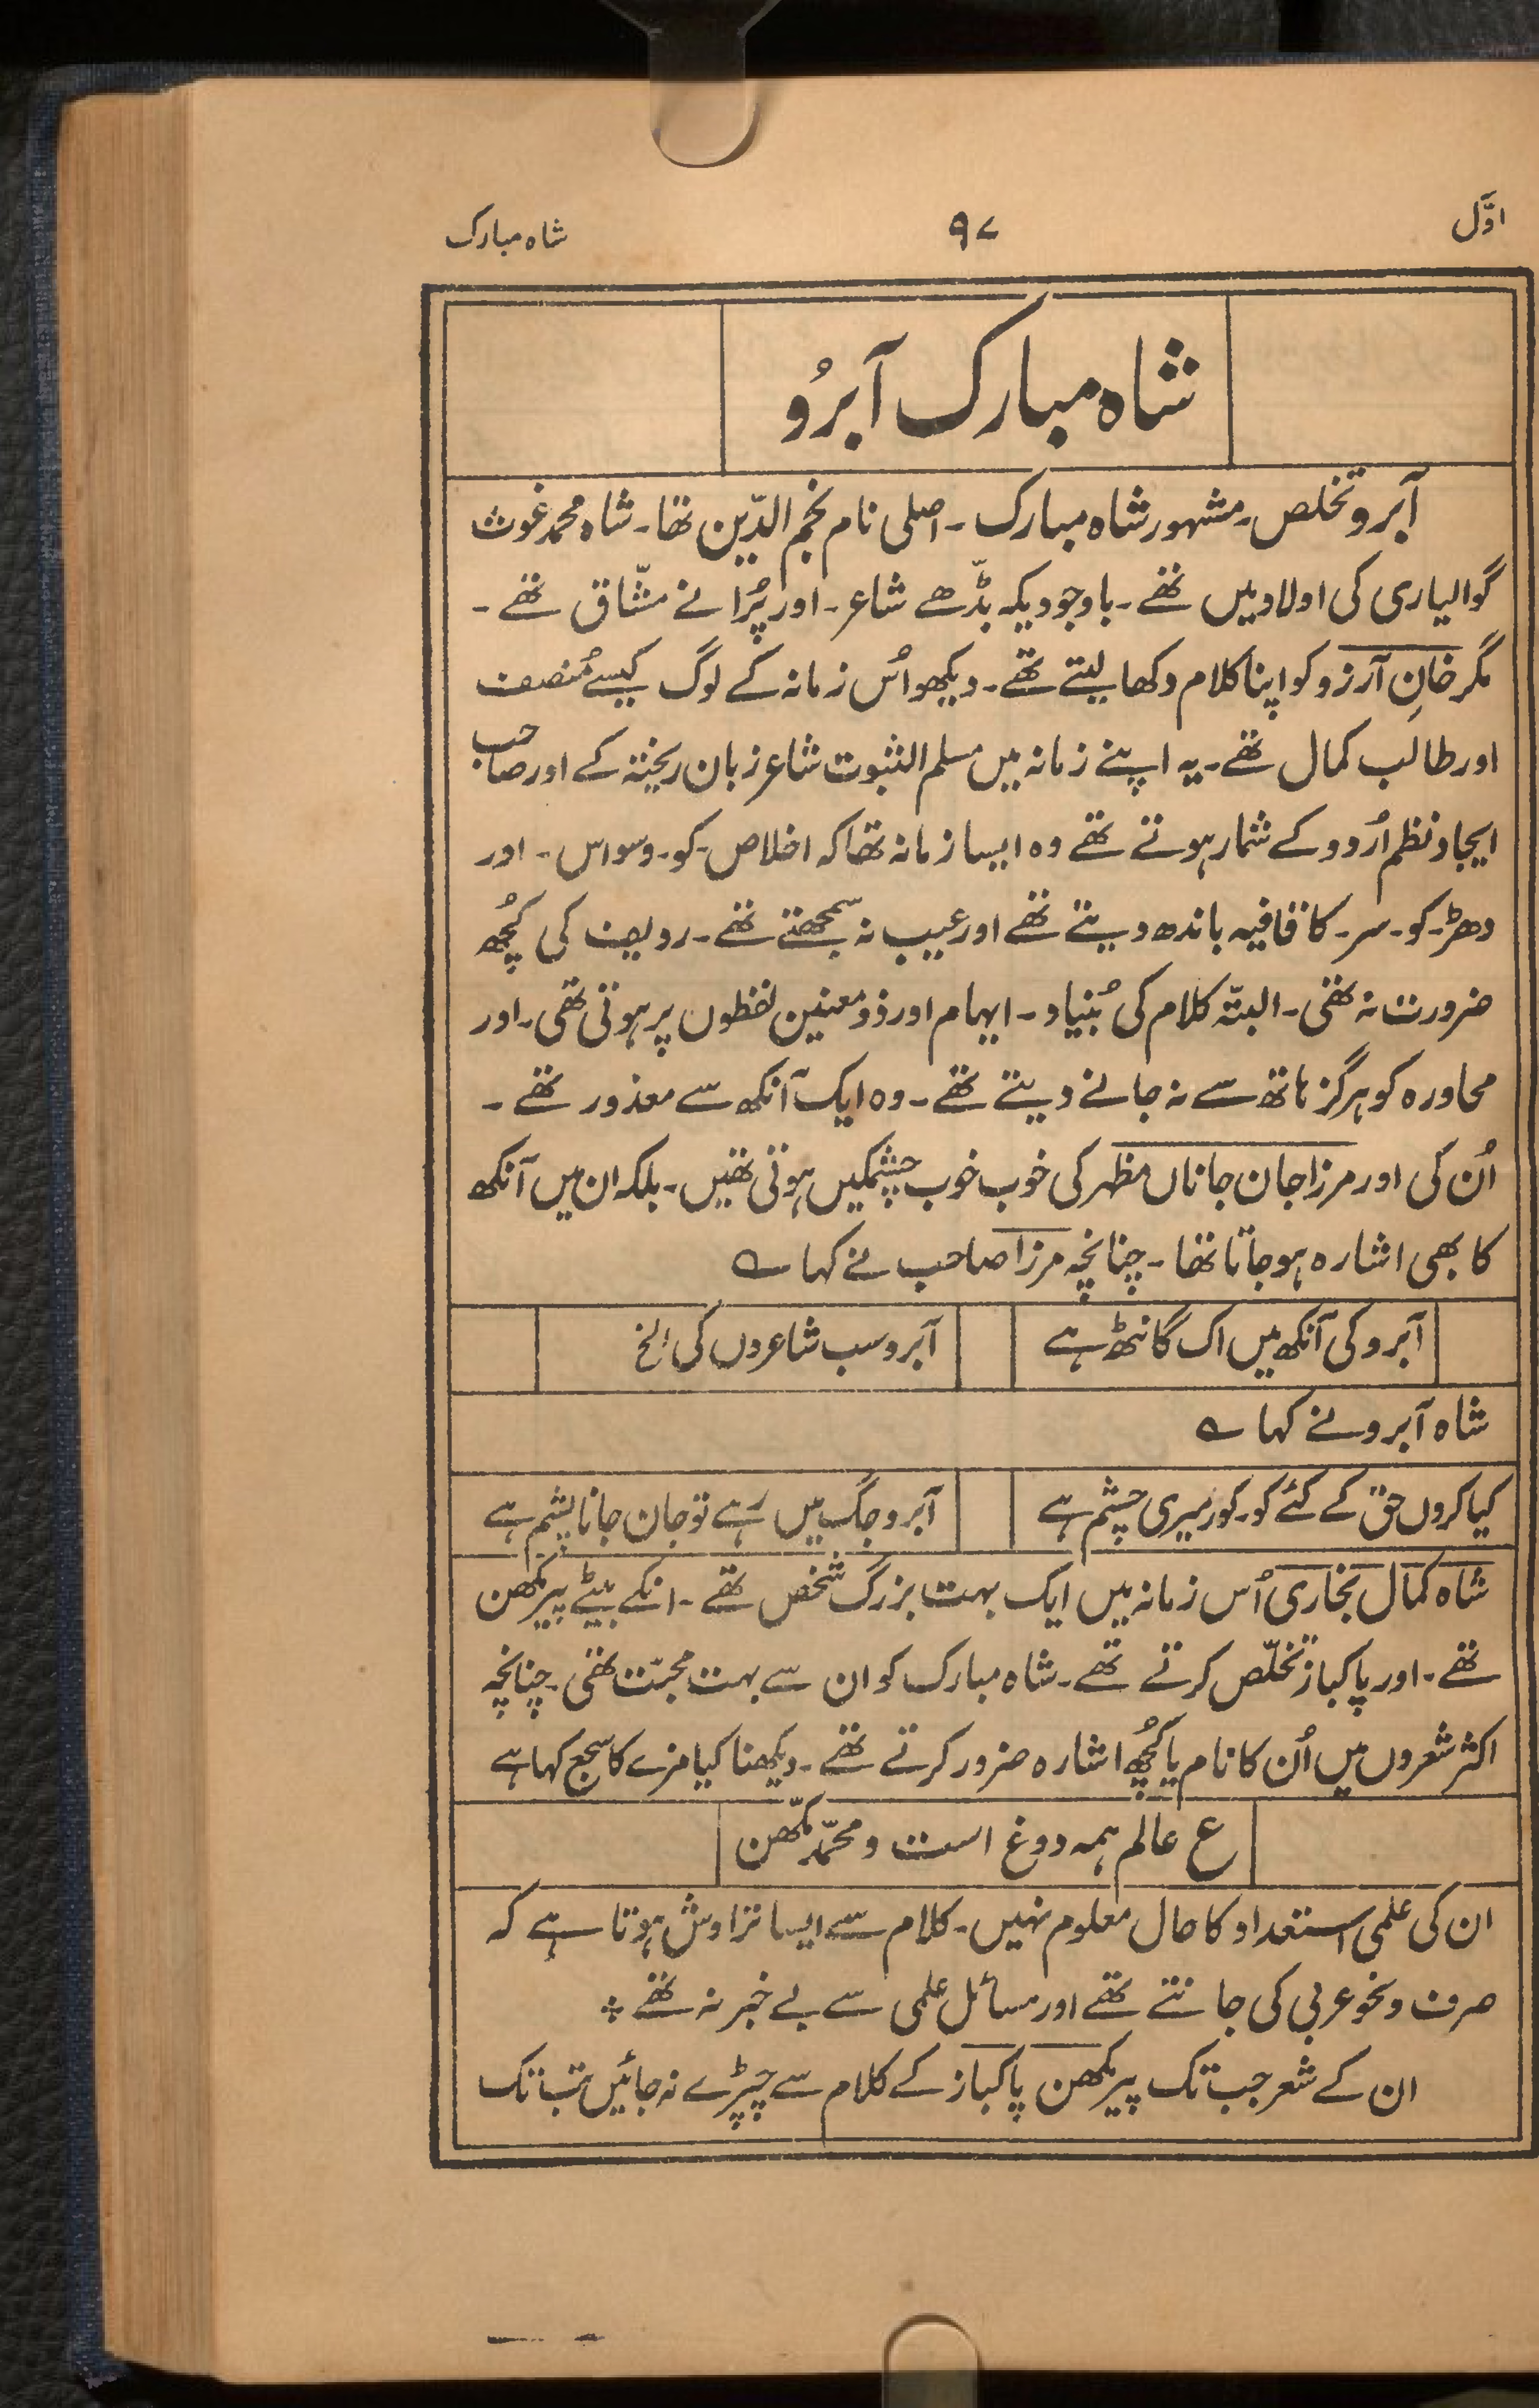 اوّل
۹۷
شاہ مبارک
شاہ مبارک آبرُو
آبرو تخلص۔ مشہور شاہ مبارک۔ اصلی نام نجم الدّین تھا۔ شاہ محمد غوث
گوالیاری کی اولاد میں تھے۔ باوجودیکہ بڈّھے شاعر۔ اور پُرانے مشّاق تھے۔
مگر خانِ آرزو کو اپنا کلام دکھا لیتے تھے۔ دیکھو اُس زمانہ کے لوگ کیسے مُنصف
اور طالبِ کمال تھے۔ یہ اپنے زمانہ میں مسلم الثبوت شاعر زبان ریختہ کے اور صاحب
ایجاد نظم اُردو کے شمار ہوتے تھے وہ ایسا زمانہ تھا کہ اخلاص۔ کو۔ وسواس۔ اور
دھڑ۔ کو۔ سر۔ کا قافیہ باندھ دیتے تھے اور عیب نہ سمجھتے تھے۔ ردیف کی کُچھ
ضرورت نہ تھی۔ البتّہ کلام کی بُنیاد۔ ایہام اور ذو معنین لفظوں پر ہوتی تھی۔ اور
محاورہ کو ہرگز ہاتھ سے نہ جانے دیتے تھے۔ وہ ایک آنکھ سے معذور تھے۔
اُن کی اور مرزا جان جاناں مظہر کی خوب خوب چشمکیں ہوتی تھیں۔ بلکہ ان میں آنکھ
کا بھی اشارہ ہو جاتا تھا۔ چنانچہ مرزا صاحب نے کہا ؎
آبرو کی آنکھ میں اک گانٹھ ہے
آبرو سب شاعروں کی الخ
شاہ آبرو نے کہا ؎
کیا کروں حق کے کئے کو۔ کور میری چشم ہے
آبرو جگ میں رہے تو جان جانا پشم ہے
شاہ کمال بخاری اُس زمانہ میں ایک بہت بزرگ شخص تھے۔ انکے بیٹے پیر مکھن
تھے۔ اور پاکباز تخلّص کرتے تھے۔ شاہ مبارک کو ان سے بہت محبّت تھی۔ چنانچہ
اکثر شعروں میں اُن کا نام یا کُچھ اشارہ ضرور کرتے تھے۔ دیکھنا کیا مزے کا سجع کہا ہے
ع عالم ہمہ دوغ است و محمّد مکّھن
ان کی علمی استعداد کا حال معلوم نہیں۔ کلام سے ایسا تراوش ہوتا ہے کہ
صرف و نحو عربی کی جانتے تھے اور مسائل علمی سے بے خبر نہ تھے ٭
ان کے شعر جب تک پیر مکھن پاکباز کے کلام سے چپڑے نہ جائیں تب تک